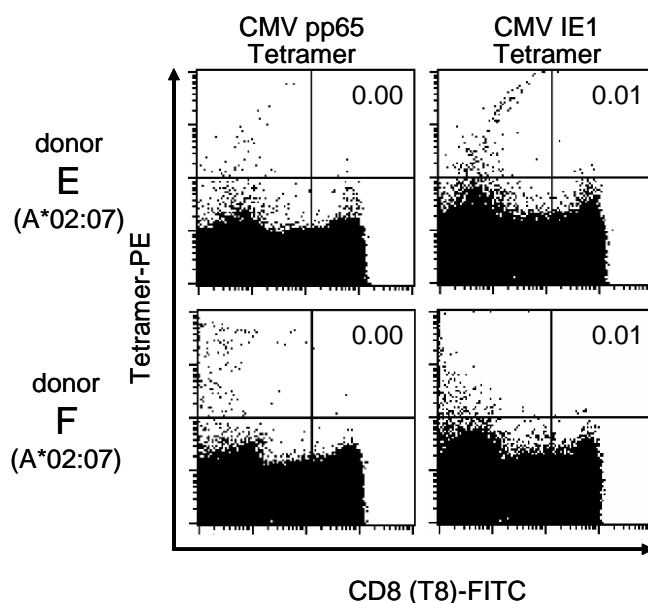 CMV pp65
Tetramer
CMV IE1
Tetramer
donor
E
(A*02:07)
0.00
0.01
Tetramer-PE
donor
F
(A*02:07)
0.00
0.01
CD8 (T8)-FITC